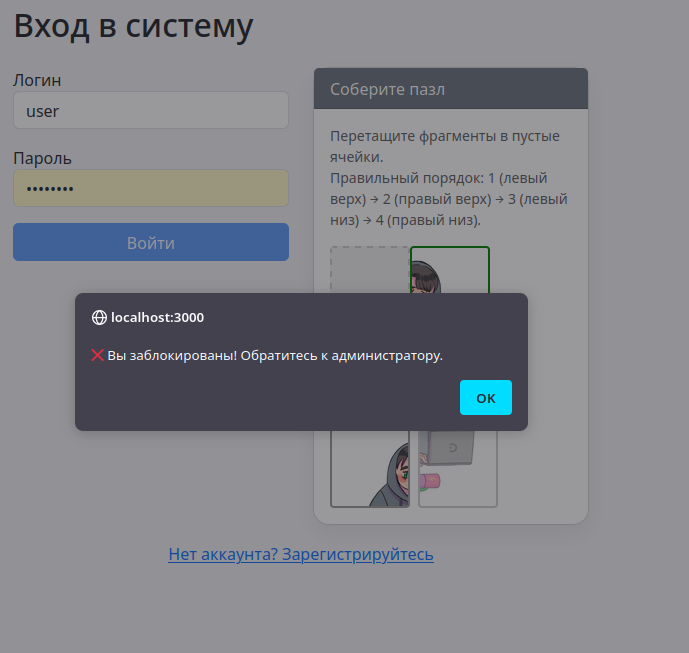 Вход в систему
Логин
user
Пароль
••••••••
Войти
Соберите пазл
Перетащите фрагменты в пустые
ячейки.
Правильный порядок: 1 (левый
верх) → 2 (правый верх) → 3 (левый
низ) → 4 (правый низ).
localhost:3000
❌ Вы заблокированы! Обратитесь к администратору.
OK
Нет аккаунта? Зарегистрируйтесь